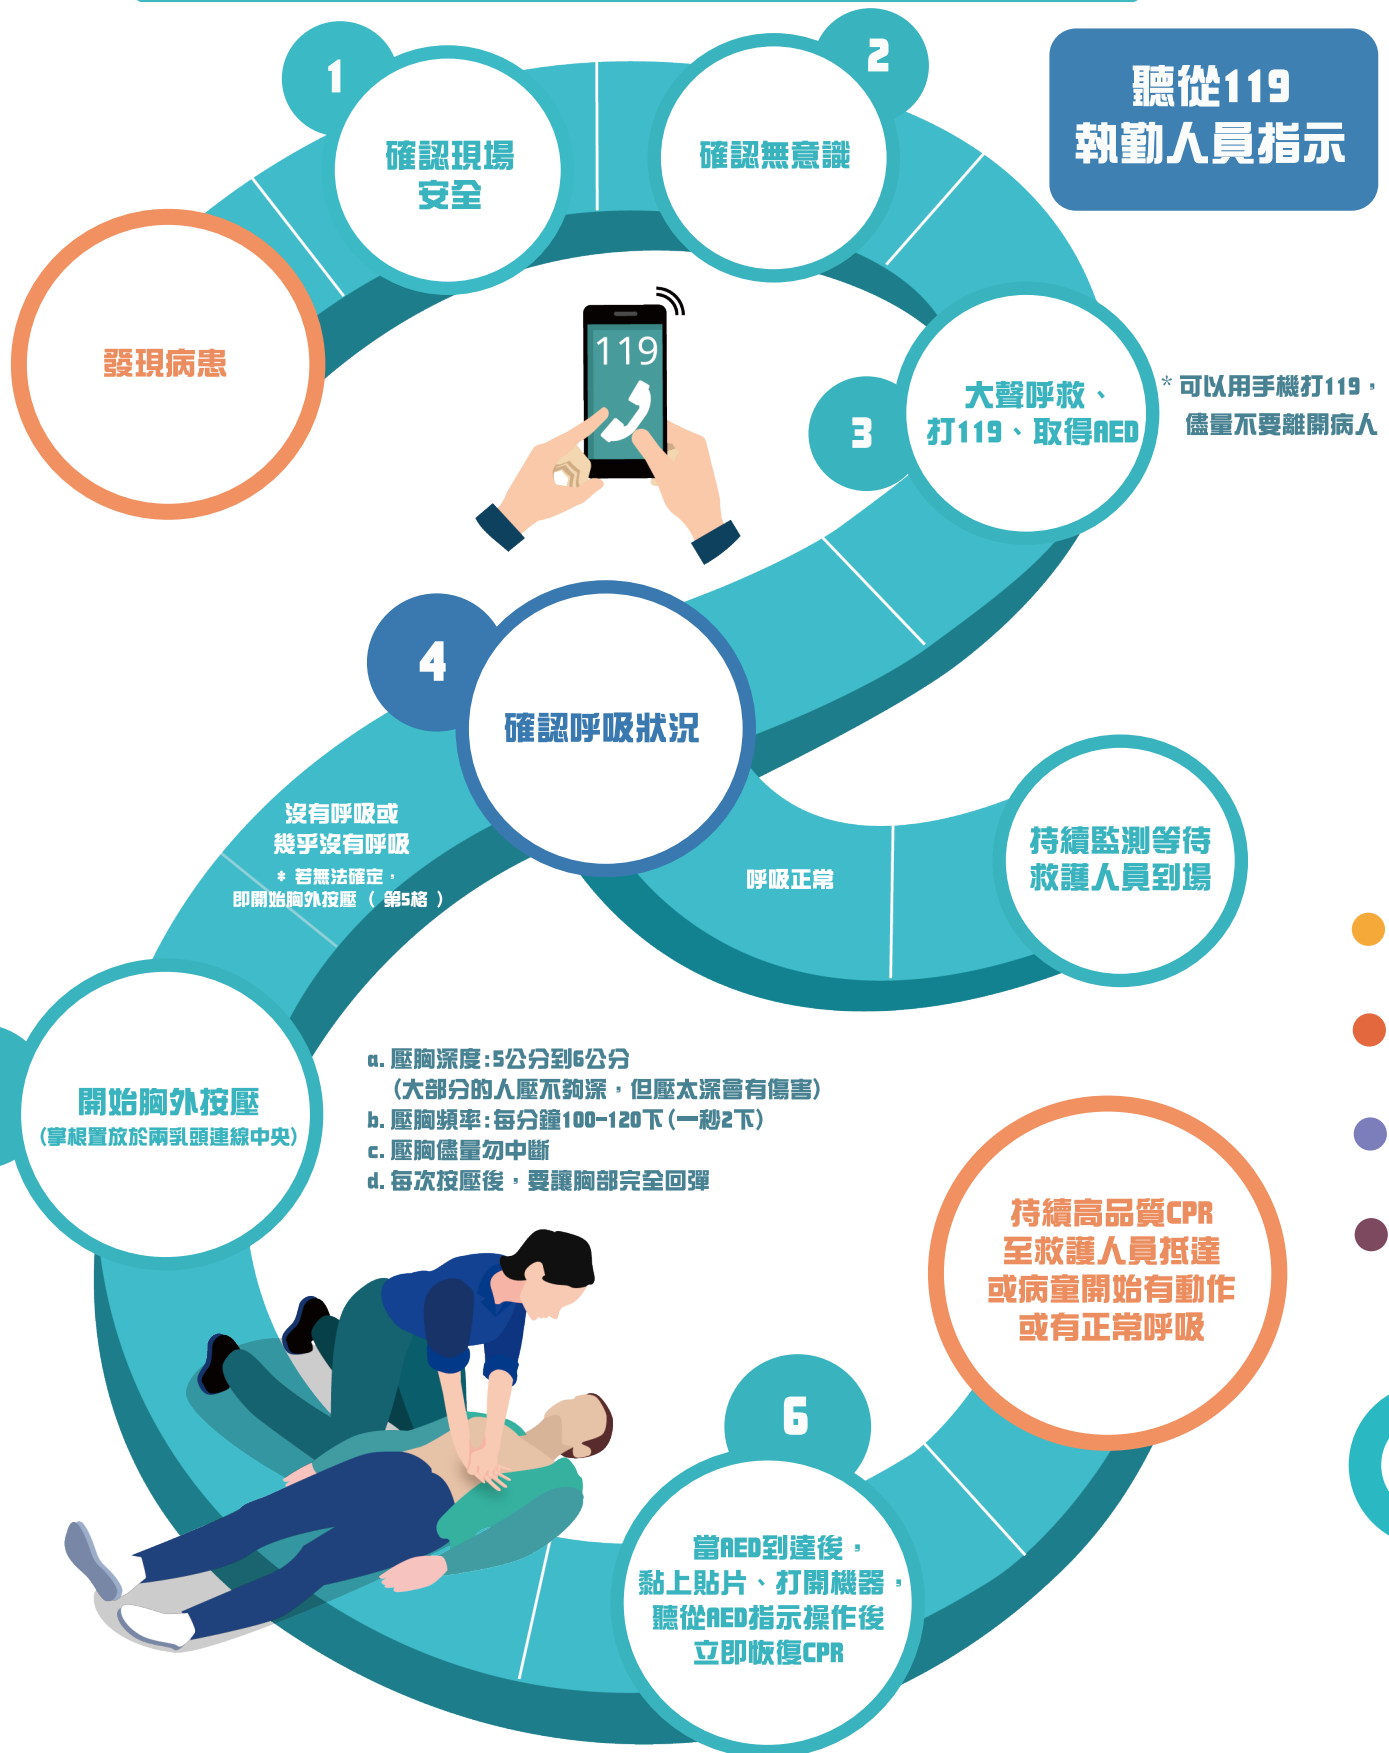 聽從119
執勤人員指示
發現病患
1
確認現場
安全
2
確認無意識
3
大聲呼救、
打119、取得AED
* 可以用手機打119，
儘量不要離開病人
119
4
確認呼吸狀況
沒有呼吸或
幾乎沒有呼吸
* 若無法確定，
即開始胸外按壓（第5格）
呼吸正常
持續監測等待
救護人員到場
開始胸外按壓
(掌根置放於兩乳頭連線中央)
a. 壓胸深度:5公分到6公分
(大部分的人壓不夠深，但壓太深會有傷害)
b. 壓胸頻率:每分鐘100-120下(一秒2下)
c. 壓胸儘量勿中斷
d. 每次按壓後，要讓胸部完全回彈
6
當AED到達後，
黏上貼片、打開機器，
聽從AED指示操作後
立即恢復CPR
持續高品質CPR
至救護人員抵達
或病童開始有動作
或有正常呼吸